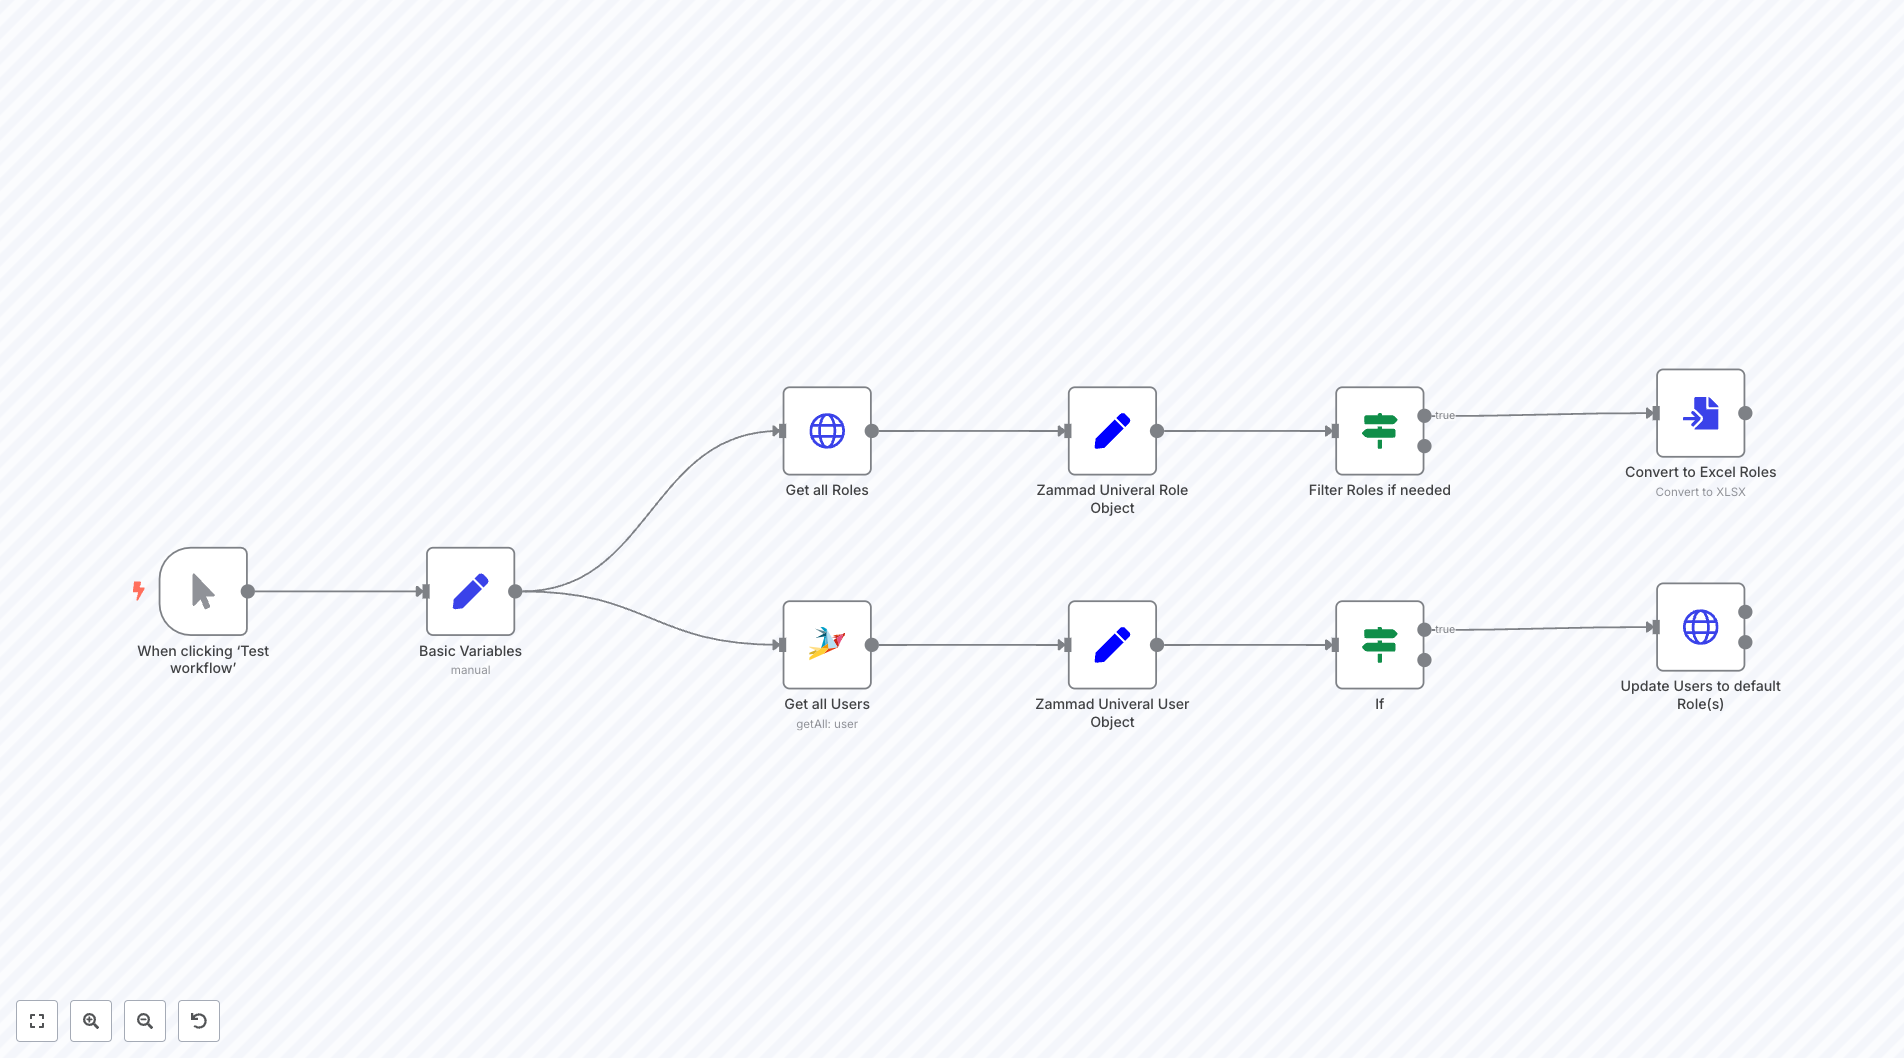 Get all Roles
Zammad Univeral Role
Object
Filter Roles if needed
true
Convert to Excel Roles
Convert to XLSX
When clicking ‘Test
workflow’
Basic Variables
manual
Get all Users
getAll: user
Zammad Univeral User
Object
If
true
Update Users to default
Role(s)